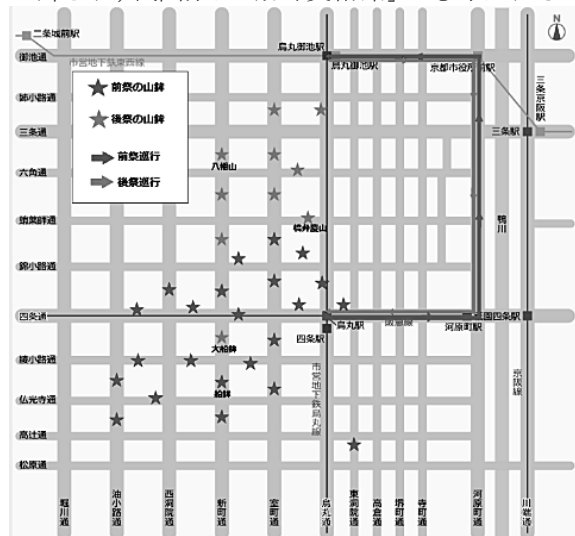 N
二条城前駅
烏丸御池駅
御池通
市営地下鉄東西線
烏丸御池駅
京都市役所前駅
三条京阪駅
姉小路通
前祭の山鉾
後祭の山鉾
三条通
三条駅
八幡山
前祭巡行
六角通
後祭巡行
蛸薬師通
橋弁慶山
鴨川
錦小路通
四条通
烏丸駅
阪急線
祇園四条駅
四条駅
河原町駅
大船鉾
綾小路通
市営地下鉄烏丸線
京阪線
船鉾
仏光寺通
高辻通
松原通
堀川通
油小路通
西洞院通
新町通
室町通
烏丸通
東洞院通
高倉通
堺町通
寺町通
河原町通
川端通